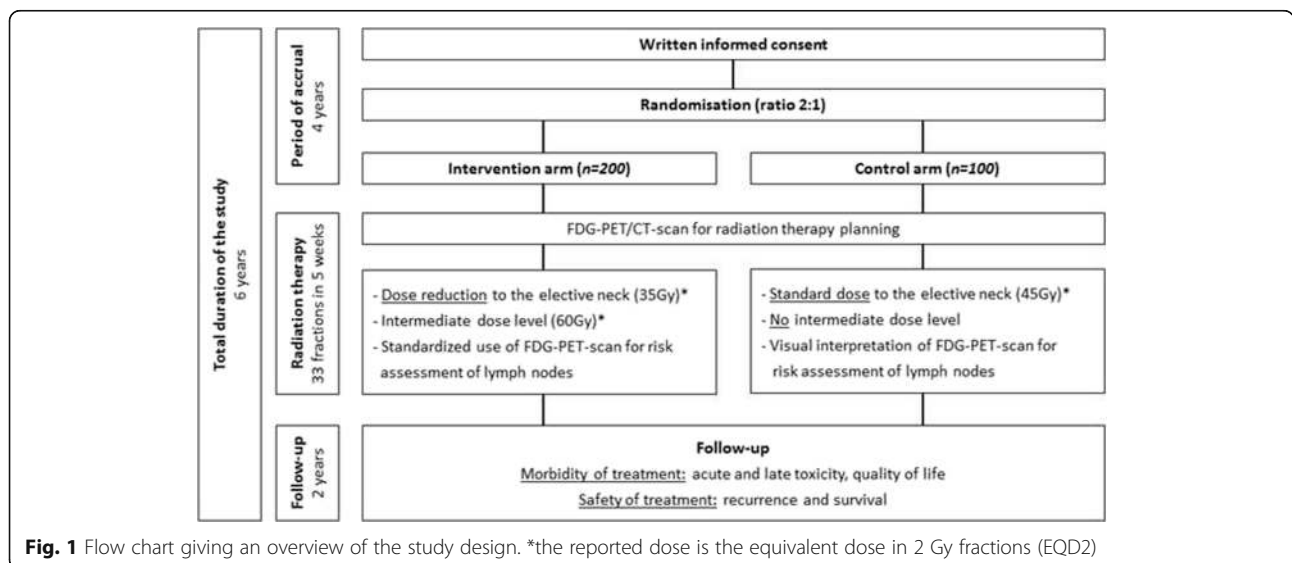 Total duration of the study
6 years
Period of accrual
4 years
Written informed consent
Randomisation (ratio 2:1)
Intervention arm (n=200)
Control arm (n=100)
Radiation therapy
33 fractions in 5 weeks
FDG-PET/CT-scan for radiation therapy planning
- Dose reduction to the elective neck (35Gy)*
- Intermediate dose level (60Gy)*
- Standardized use of FDG-PET-scan for risk
assessment of lymph nodes
- Standard dose to the elective neck (45Gy)*
- No intermediate dose level
- Visual interpretation of FDG-PET-scan for
risk assessment of lymph nodes
Follow-up
2 years
Follow-up
Morbidity of treatment: acute and late toxicity, quality of life
Safety of treatment: recurrence and survival
Fig. 1 Flow chart giving an overview of the study design. *the reported dose is the equivalent dose in 2 Gy fractions (EQD2)